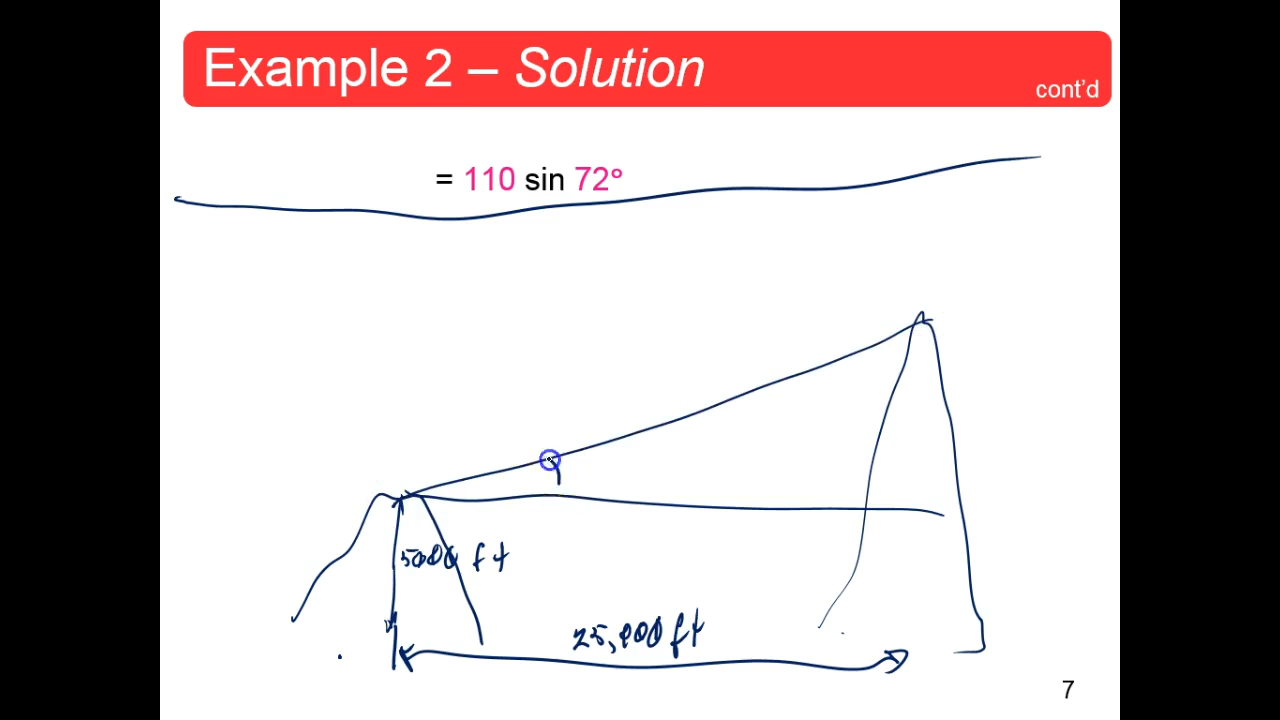 Example 2 – Solution
cont'd
= 110 sin 72°
5000 ft
25,000 ft
7